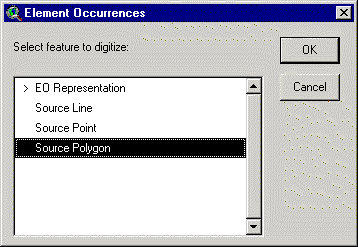 Element Occurrences
Select feature to digitize:
OK
Cancel
> EO Representation
Source Line
Source Point
Source Polygon